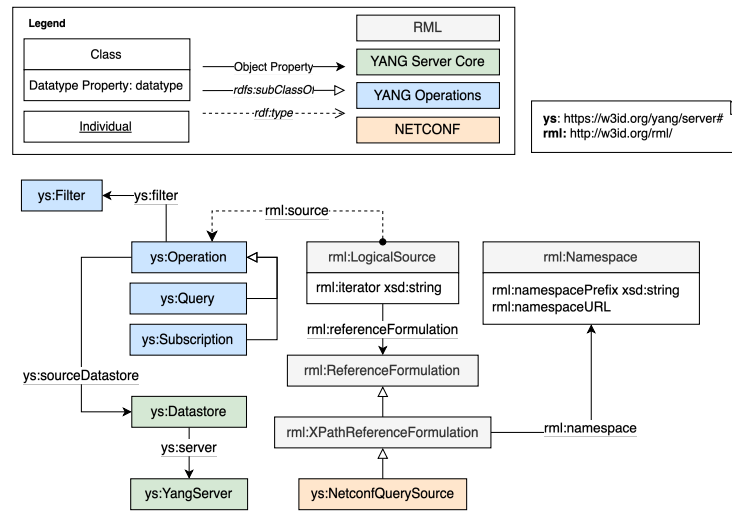 Legend
Class
Datatype Property: datatype
Individual
Object Property
rdfs:subClassOf
rdf:type
RML
YANG Server Core
YANG Operations
NETCONF
ys: https://w3id.org/yang/server#
rml: http://w3id.org/rml/
ys:Filter
ys:filter
rml:source
ys:Operation
ys:Query
ys:Subscription
ys:sourceDatastore
ys:Datastore
ys:server
ys:YangServer
rml:LogicalSource
rml:iterator xsd:string
rml:referenceFormulation
rml:ReferenceFormulation
rml:XPathReferenceFormulation
ys:NetconfQuerySource
rml:Namespace
rml:namespacePrefix xsd:string
rml:namespaceURL
rml:namespace